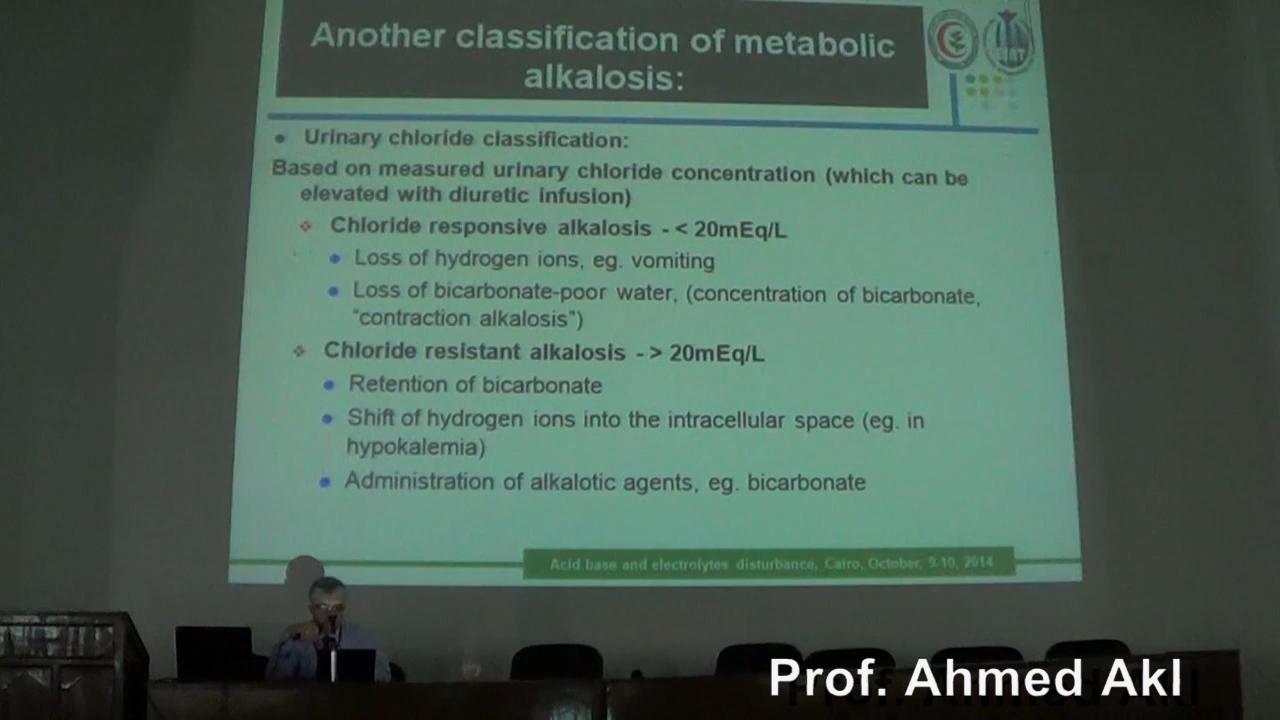 Another classification of metabolic
alkalosis:
Urinary chloride classification:
Based on measured urinary chloride concentration (which can be
elevated with diuretic infusion)
Chloride responsive alkalosis - < 20mEq/L
Loss of hydrogen ions, eg. vomiting
Loss of bicarbonate-poor water, (concentration of bicarbonate,
“contraction alkalosis”)
Chloride resistant alkalosis - > 20mEq/L
Retention of bicarbonate
Shift of hydrogen ions into the intracellular space (eg. in
hypokalemia)
Administration of alkalotic agents, eg. bicarbonate
Acid base and electrolytes disturbance, Cairo, October, 9-10, 2014
Prof. Ahmed Akl